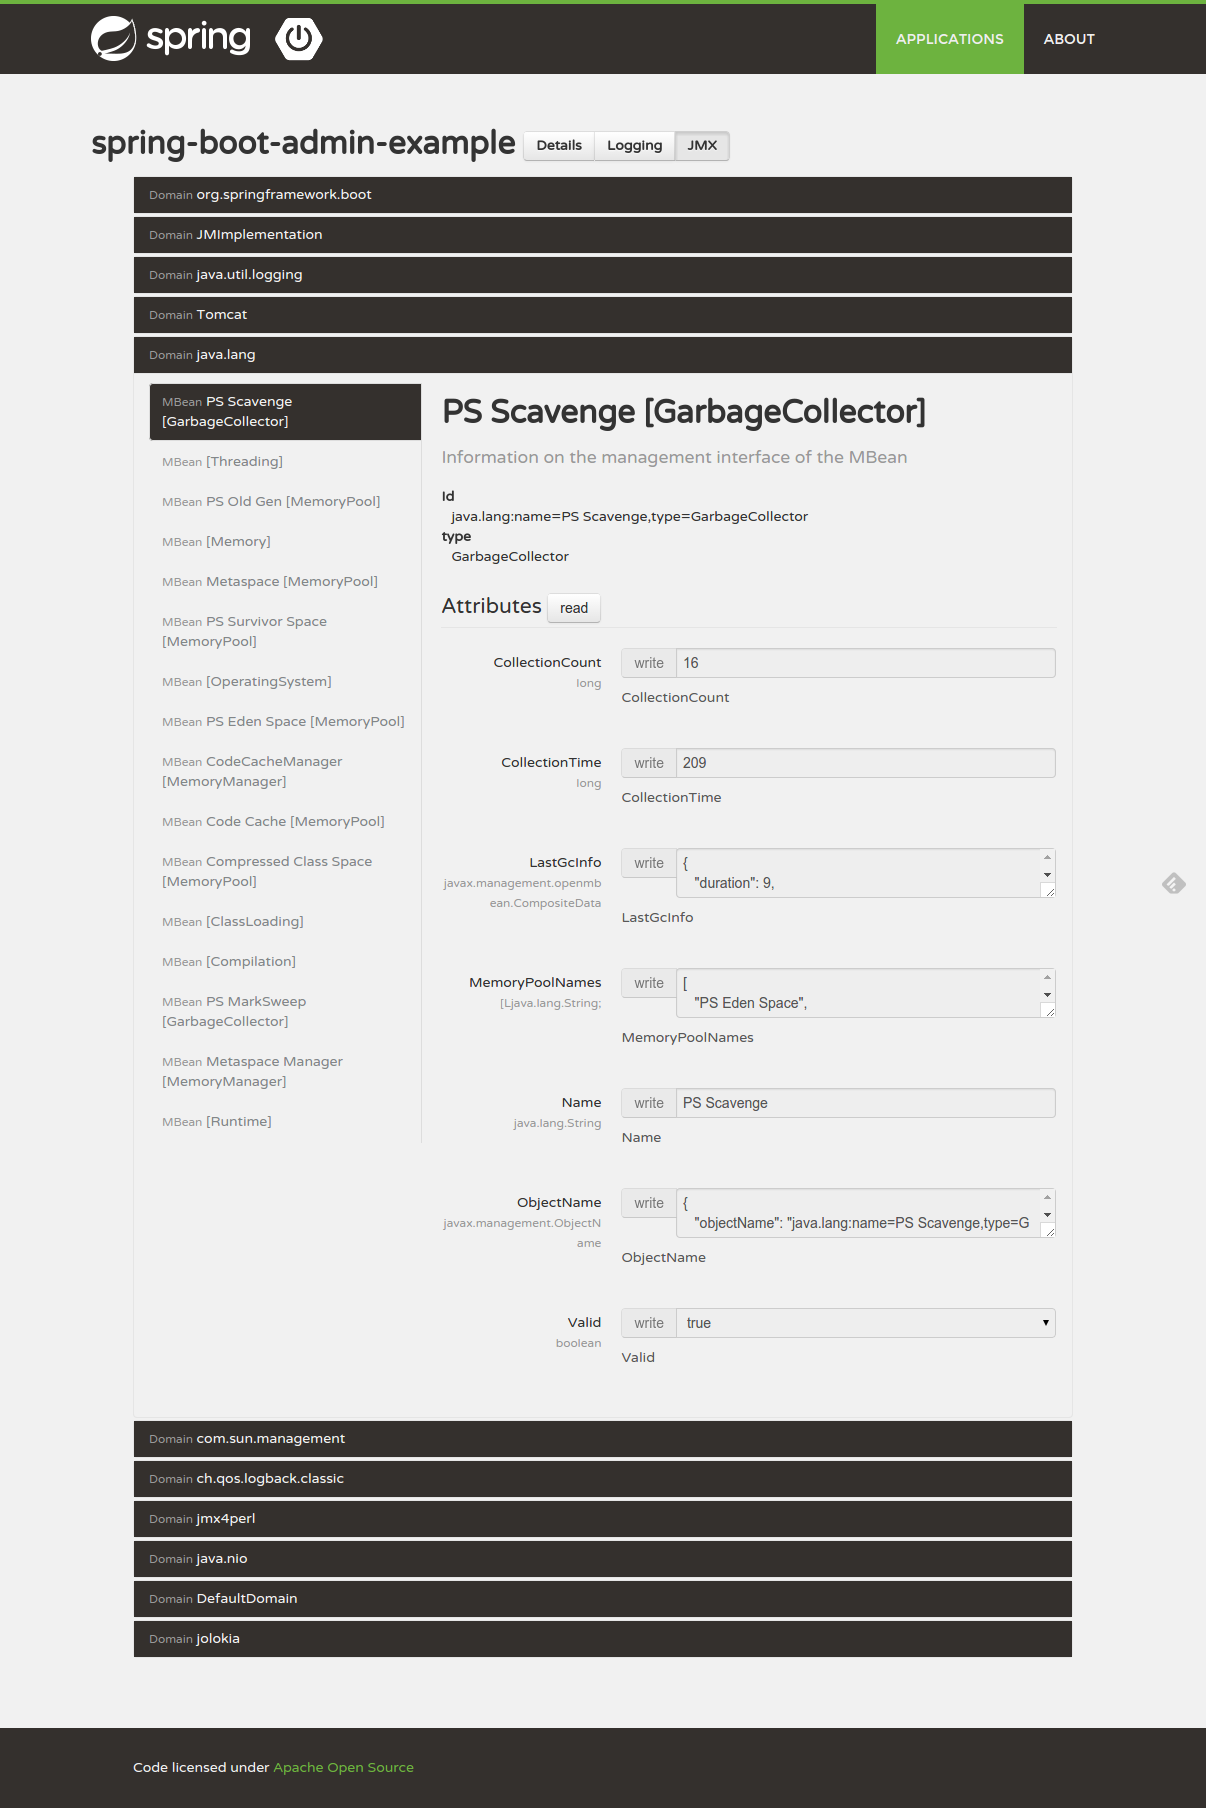 spring
APPLICATIONS
ABOUT
spring-boot-admin-example
Details
Logging
JMX
Domain org.springframework.boot
Domain JMImplementation
Domain java.util.logging
Domain Tomcat
Domain java.lang
MBean PS Scavenge
[GarbageCollector]
MBean [Threading]
MBean PS Old Gen [MemoryPool]
MBean [Memory]
MBean Metaspace [MemoryPool]
MBean PS Survivor Space
[MemoryPool]
MBean [OperatingSystem]
MBean PS Eden Space [MemoryPool]
MBean CodeCacheManager
[MemoryManager]
MBean Code Cache [MemoryPool]
MBean Compressed Class Space
[MemoryPool]
MBean [ClassLoading]
MBean [Compilation]
MBean PS MarkSweep
[GarbageCollector]
MBean Metaspace Manager
[MemoryManager]
MBean [Runtime]
PS Scavenge [GarbageCollector]
Information on the management interface of the MBean
Id
java.lang:name=PS Scavenge,type=GarbageCollector
type
GarbageCollector
Attributes
read
CollectionCount
long
write
16
CollectionCount
CollectionTime
long
write
209
CollectionTime
LastGcInfo
javax.management.openmb
ean.CompositeData
write
{
"duration": 9,
LastGcInfo
MemoryPoolNames
[Ljava.lang.String;
write
[
"PS Eden Space",
MemoryPoolNames
Name
java.lang.String
write
PS Scavenge
Name
ObjectName
javax.management.ObjectN
ame
write
{
"objectName": "java.lang:name=PS Scavenge,type=G
ObjectName
Valid
boolean
write
true
Valid
Domain com.sun.management
Domain ch.qos.logback.classic
Domain jmx4perl
Domain java.nio
Domain DefaultDomain
Domain jolokia
Code licensed under Apache Open Source